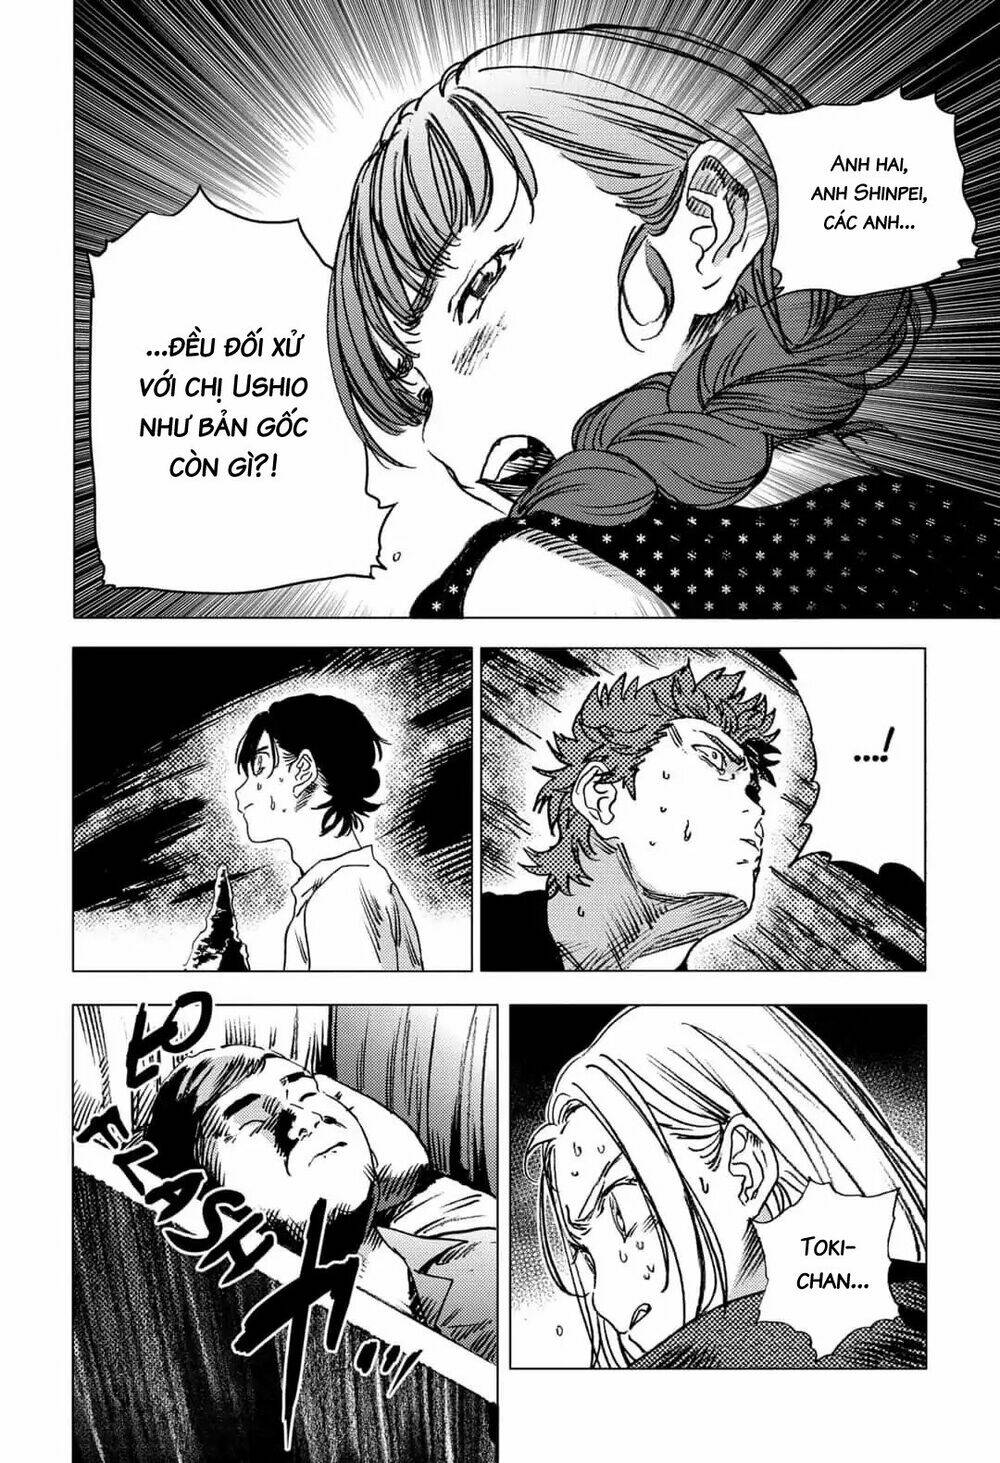 ANH HAI,
ANH SHINPEI,
CÁC ANH...
...ĐỀU ĐỐI XỬ
VỚI CHỊ USHIO
NHƯ BẢN GỐC
CÒN GÌ?!
....!
TOKI-
CHAN...
FLASH